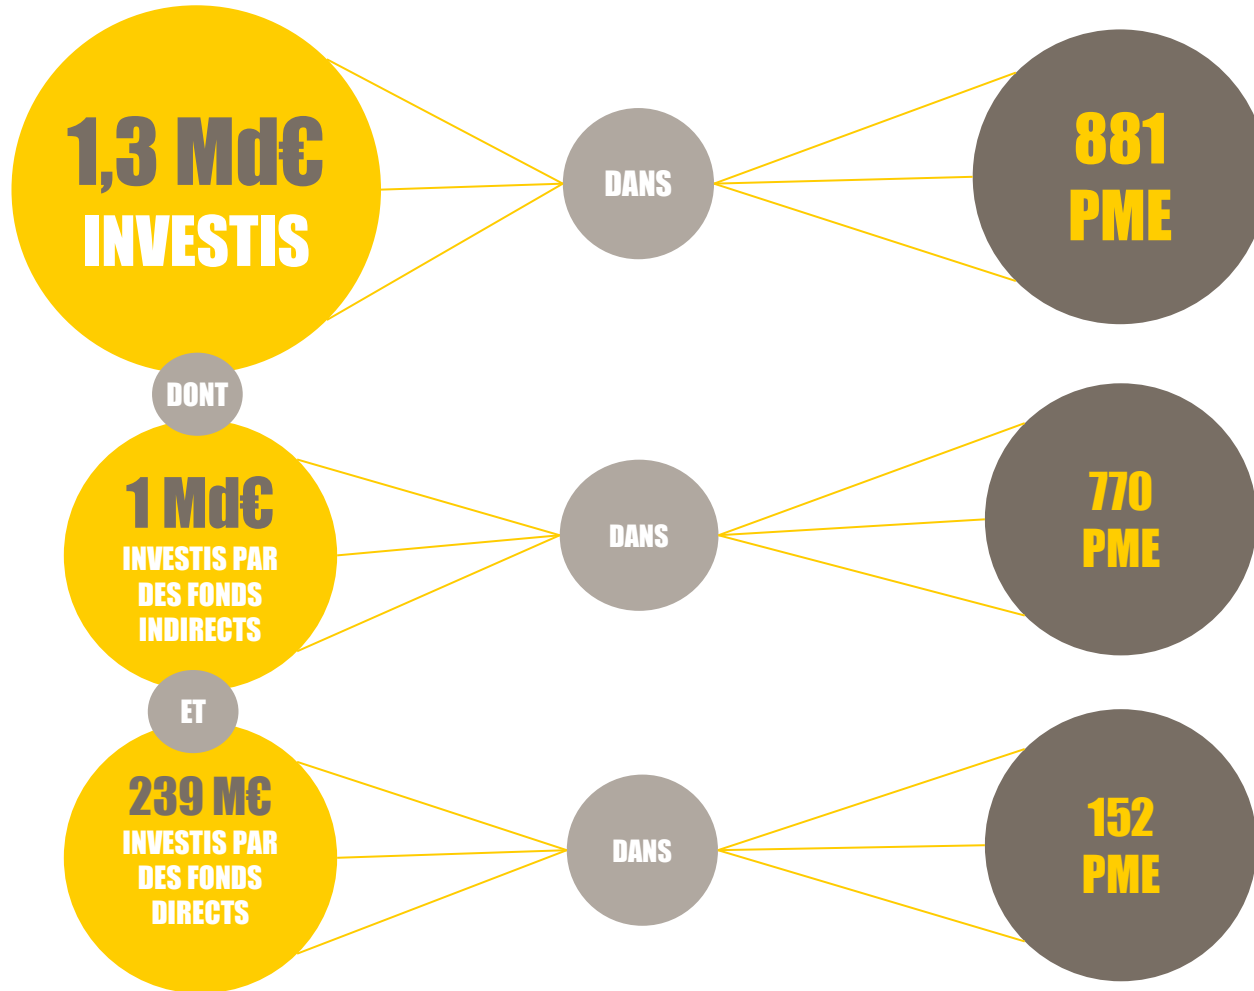 1,3 Md€
INVESTIS
DANS
881
PME
DONT
1 Md€
INVESTIS PAR
DES FONDS
INDIRECTS
DANS
770
PME
ET
239 M€
INVESTIS PAR
DES FONDS
DIRECTS
DANS
152
PME